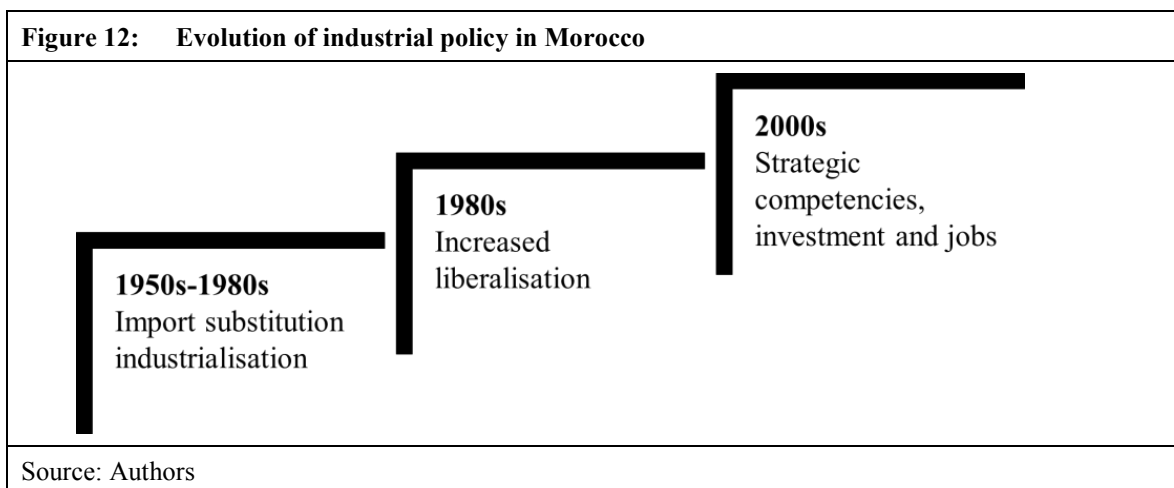 Figure 12: Evolution of industrial policy in Morocco
1950s-1980s
Import substitution
industrialisation
1980s
Increased
liberalisation
2000s
Strategic
competencies,
investment and jobs
Source: Authors